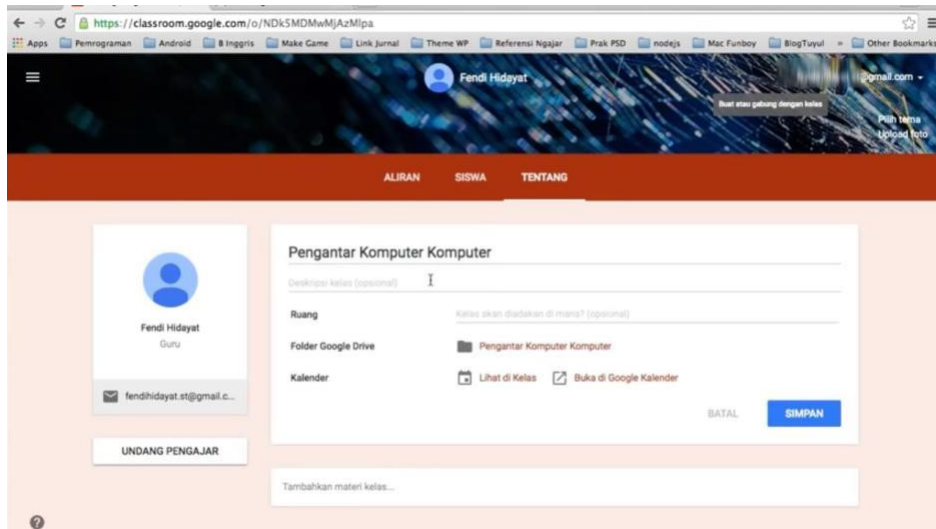 https://classroom.google.com/o/NDk5MDMwMjAzMlpa
Apps Pemrograman Android B Inggris Make Game Link Jurnal Theme WP Referensi Ngajar Prak PSD nodejs Mac Funboy BlogTuyul » Other Bookmarks
Fendi Hidayat
@gmail.com
Buat atau gabung dengan kelas
Pilih tema
Upload foto
ALIRAN SISWA TENTANG
Pengantar Komputer Komputer
Deskripsi kelas (opsional)
Ruang Kelas akan diadakan di mana? (opsional)
Fendi Hidayat
Guru
Folder Google Drive Pengantar Komputer Komputer
Kalender Lihat di Kelas Buka di Google Kalender
fendihidayat.st@gmail.c...
BATAL SIMPAN
UNDANG PENGAJAR
Tambahkan materi kelas...